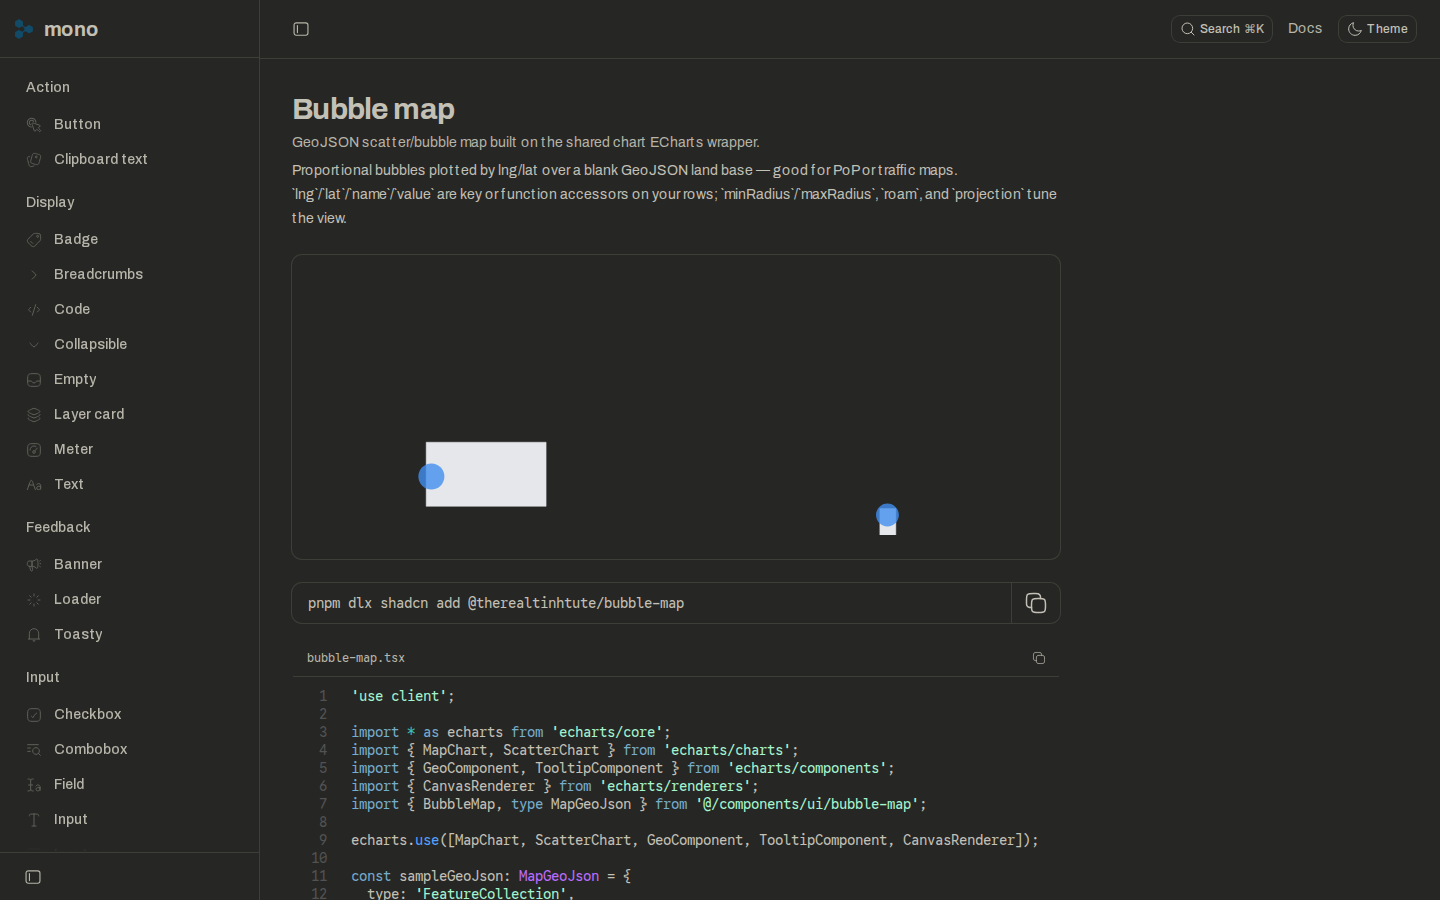 mono
Search ⌘K
Docs
Theme
Action
Button
Clipboard text
Display
Badge
Breadcrumbs
Code
Collapsible
Empty
Layer card
Meter
Text
Feedback
Banner
Loader
Toasty
Input
Checkbox
Combobox
Field
Input
Bubble map
GeoJSON scatter/bubble map built on the shared chart ECharts wrapper.
Proportional bubbles plotted by lng/lat over a blank GeoJSON land base — good for PoP or traffic maps.
`lng`/`lat`/`name`/`value` are key or function accessors on your rows; `minRadius`/`maxRadius`, `roam`, and `projection` tune
the view.
pnpm dlx shadcn add @therealtinhtute/bubble-map
bubble-map.tsx
1 'use client';
2
3 import * as echarts from 'echarts/core';
4 import { MapChart, ScatterChart } from 'echarts/charts';
5 import { GeoComponent, TooltipComponent } from 'echarts/components';
6 import { CanvasRenderer } from 'echarts/renderers';
7 import { BubbleMap, type MapGeoJson } from '@/components/ui/bubble-map';
8
9 echarts.use([MapChart, ScatterChart, GeoComponent, TooltipComponent, CanvasRenderer]);
10
11 const sampleGeoJson: MapGeoJson = {
12 type: 'FeatureCollection',